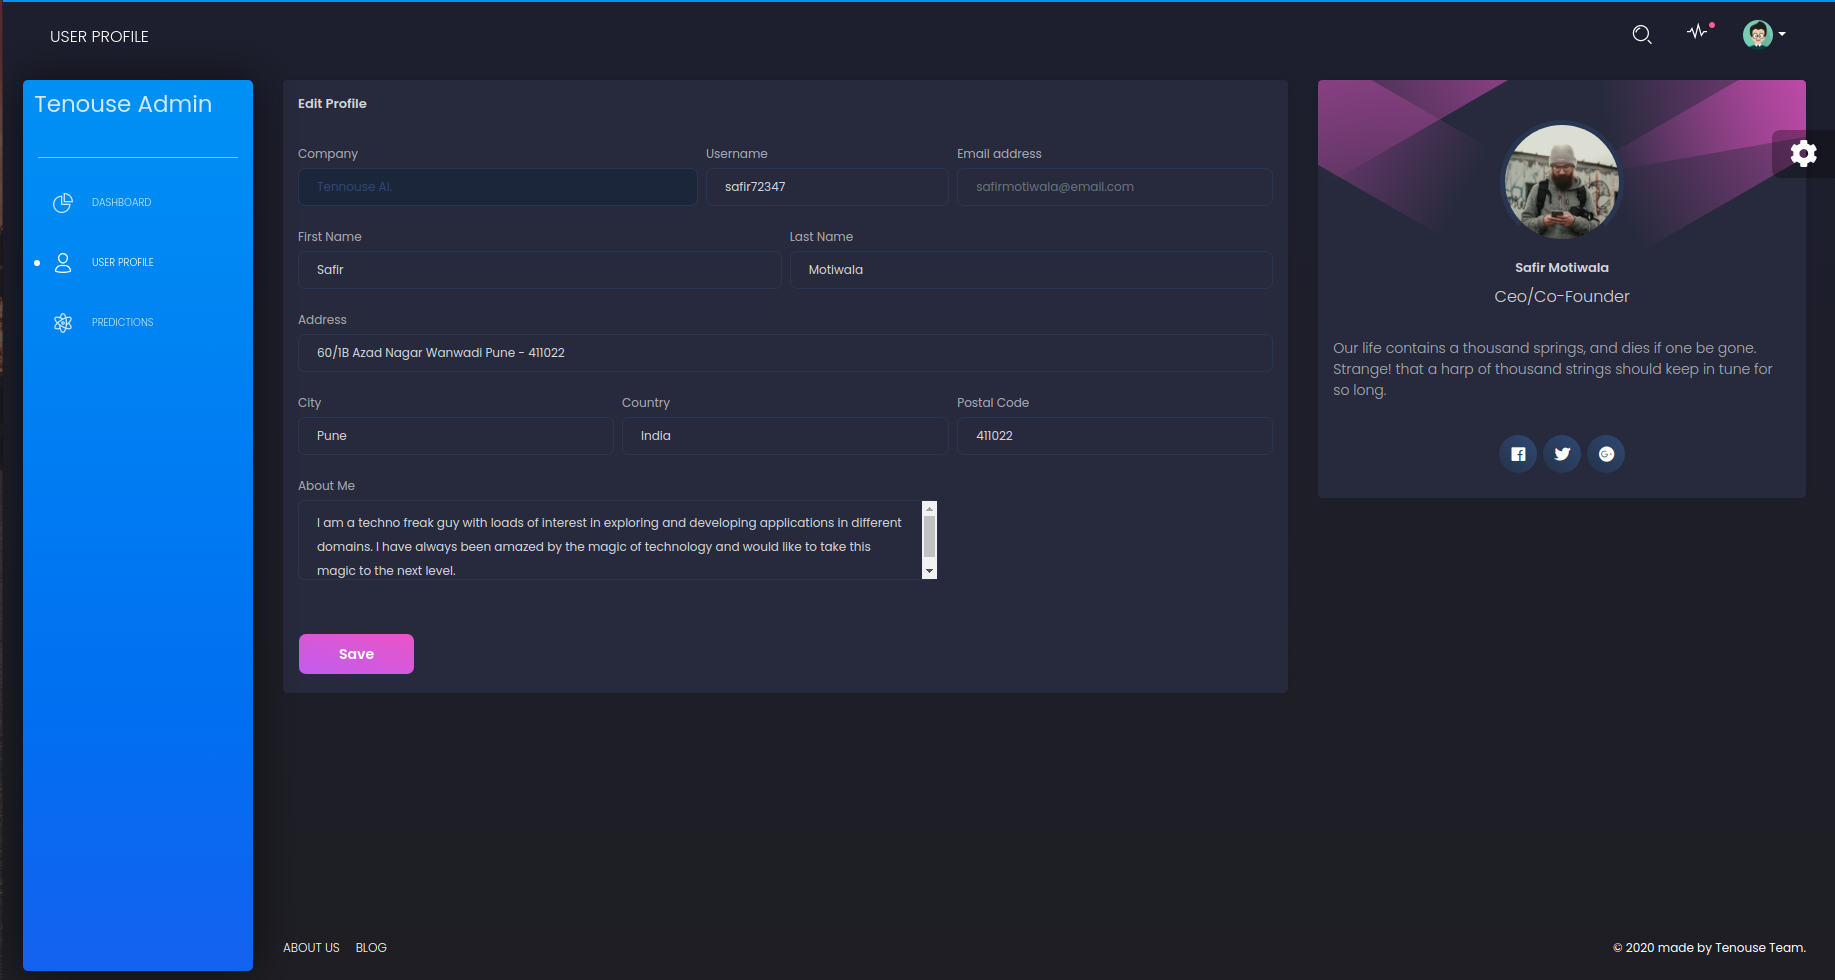 USER PROFILE
Tenouse Admin
DASHBOARD
USER PROFILE
PREDICTIONS
Edit Profile
Company Username Email address
Tennouse AI. safir72347 safirmotiwala@email.com
First Name Last Name
Safir Motiwala
Address
60/1B Azad Nagar Wanwadi Pune - 411022
City Country Postal Code
Pune India 411022
About Me
I am a techno freak guy with loads of interest in exploring and developing applications in different
domains. I have always been amazed by the magic of technology and would like to take this
magic to the next level.
Save
Safir Motiwala
Ceo/Co-Founder
Our life contains a thousand springs, and dies if one be gone.
Strange! that a harp of thousand strings should keep in tune for
so long.
ABOUT US BLOG
© 2020 made by Tenouse Team.